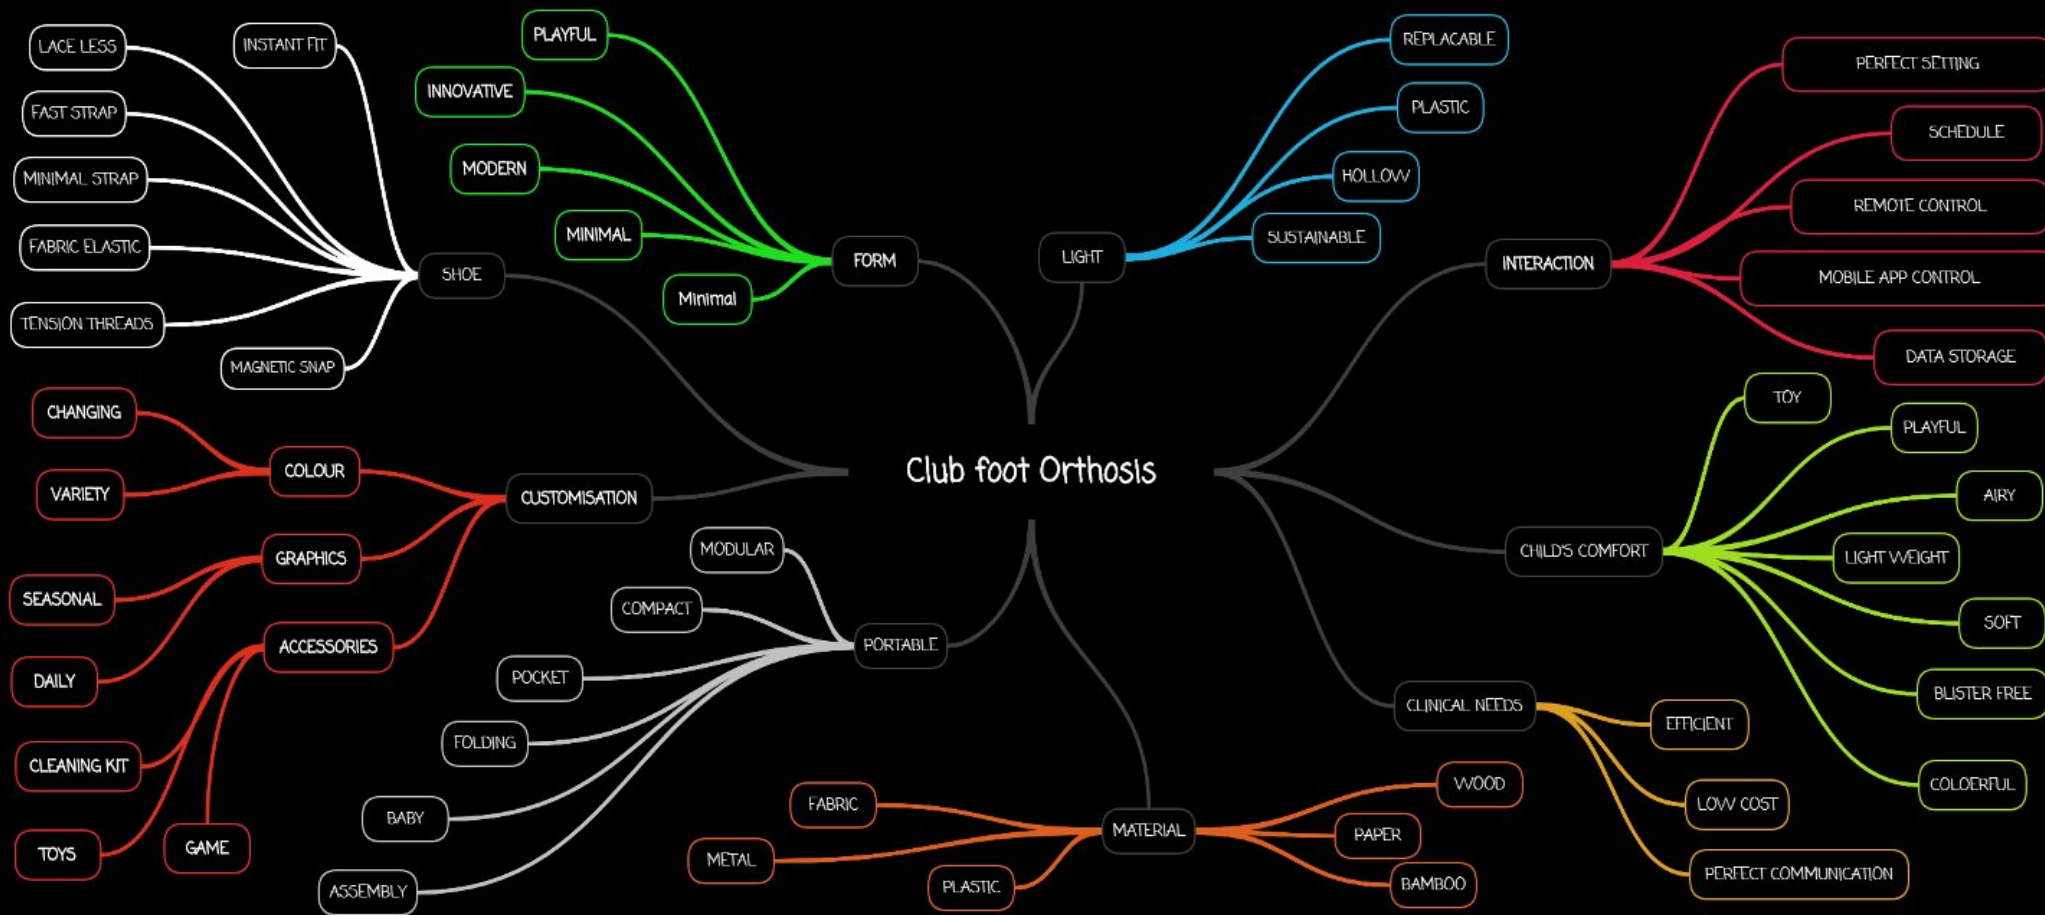 Club foot Orthosis
SHOE
INSTANT FIT
LACE LESS
FAST STRAP
MINIMAL STRAP
FABRIC ELASTIC
TENSION THREADS
MAGNETIC SNAP
FORM
PLAYFUL
INNOVATIVE
MODERN
MINIMAL
Minimal
LIGHT
REPLACABLE
PLASTIC
HOLLOW
SUSTAINABLE
INTERACTION
PERFECT SETTING
SCHEDULE
REMOTE CONTROL
MOBILE APP CONTROL
DATA STORAGE
CUSTOMISATION
COLOUR
CHANGING
VARIETY
GRAPHICS
SEASONAL
DAILY
ACCESSORIES
CLEANING KIT
TOYS
GAME
PORTABLE
MODULAR
COMPACT
POCKET
FOLDING
BABY
ASSEMBLY
MATERIAL
FABRIC
METAL
PLASTIC
WOOD
PAPER
BAMBOO
CHILD'S COMFORT
TOY
PLAYFUL
AIRY
LIGHT WEIGHT
SOFT
BLISTER FREE
COLOERFUL
CLINICAL NEEDS
EFFICIENT
LOW COST
PERFECT COMMUNICATION